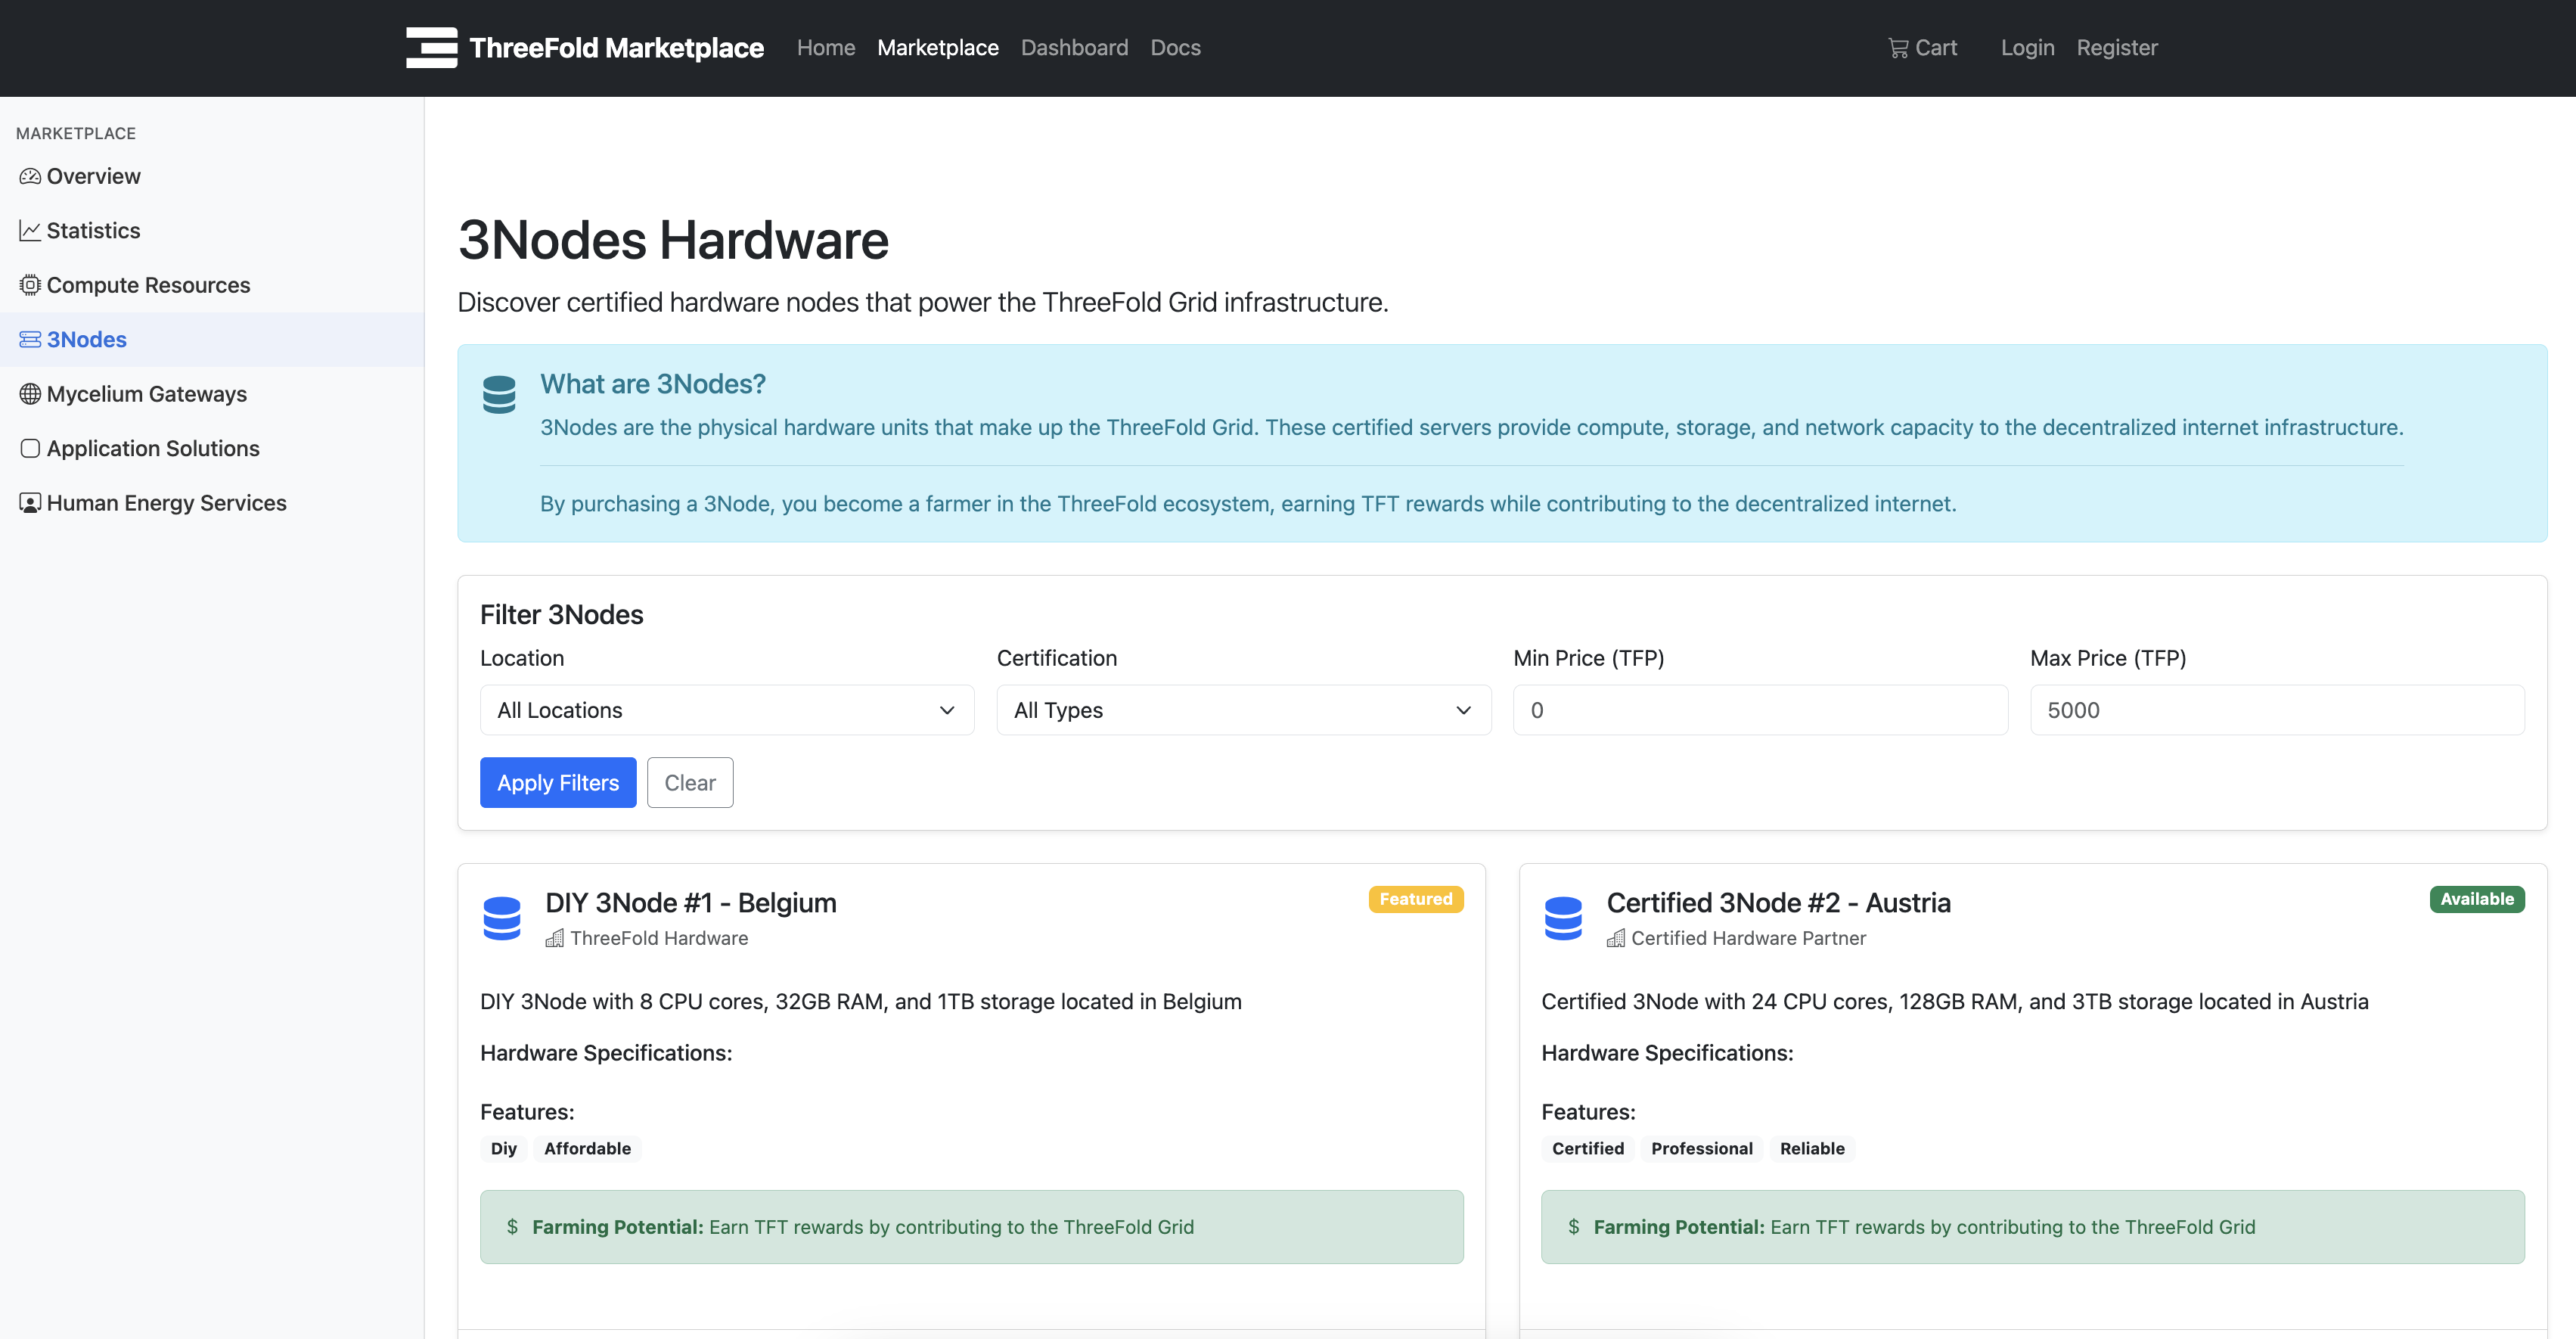 ThreeFold Marketplace Home Marketplace Dashboard Docs Cart Login Register
MARKETPLACE
Overview
Statistics
Compute Resources
3Nodes
Mycelium Gateways
Application Solutions
Human Energy Services
3Nodes Hardware
Discover certified hardware nodes that power the ThreeFold Grid infrastructure.
What are 3Nodes?
3Nodes are the physical hardware units that make up the ThreeFold Grid. These certified servers provide compute, storage, and network capacity to the decentralized internet infrastructure.
By purchasing a 3Node, you become a farmer in the ThreeFold ecosystem, earning TFT rewards while contributing to the decentralized internet.
Filter 3Nodes
Location Certification Min Price (TFP) Max Price (TFP)
All Locations All Types 0 5000
Apply Filters Clear
DIY 3Node #1 - Belgium Featured
ThreeFold Hardware
DIY 3Node with 8 CPU cores, 32GB RAM, and 1TB storage located in Belgium
Hardware Specifications:
Features:
Diy Affordable
$ Farming Potential: Earn TFT rewards by contributing to the ThreeFold Grid
Certified 3Node #2 - Austria Available
Certified Hardware Partner
Certified 3Node with 24 CPU cores, 128GB RAM, and 3TB storage located in Austria
Hardware Specifications:
Features:
Certified Professional Reliable
$ Farming Potential: Earn TFT rewards by contributing to the ThreeFold Grid